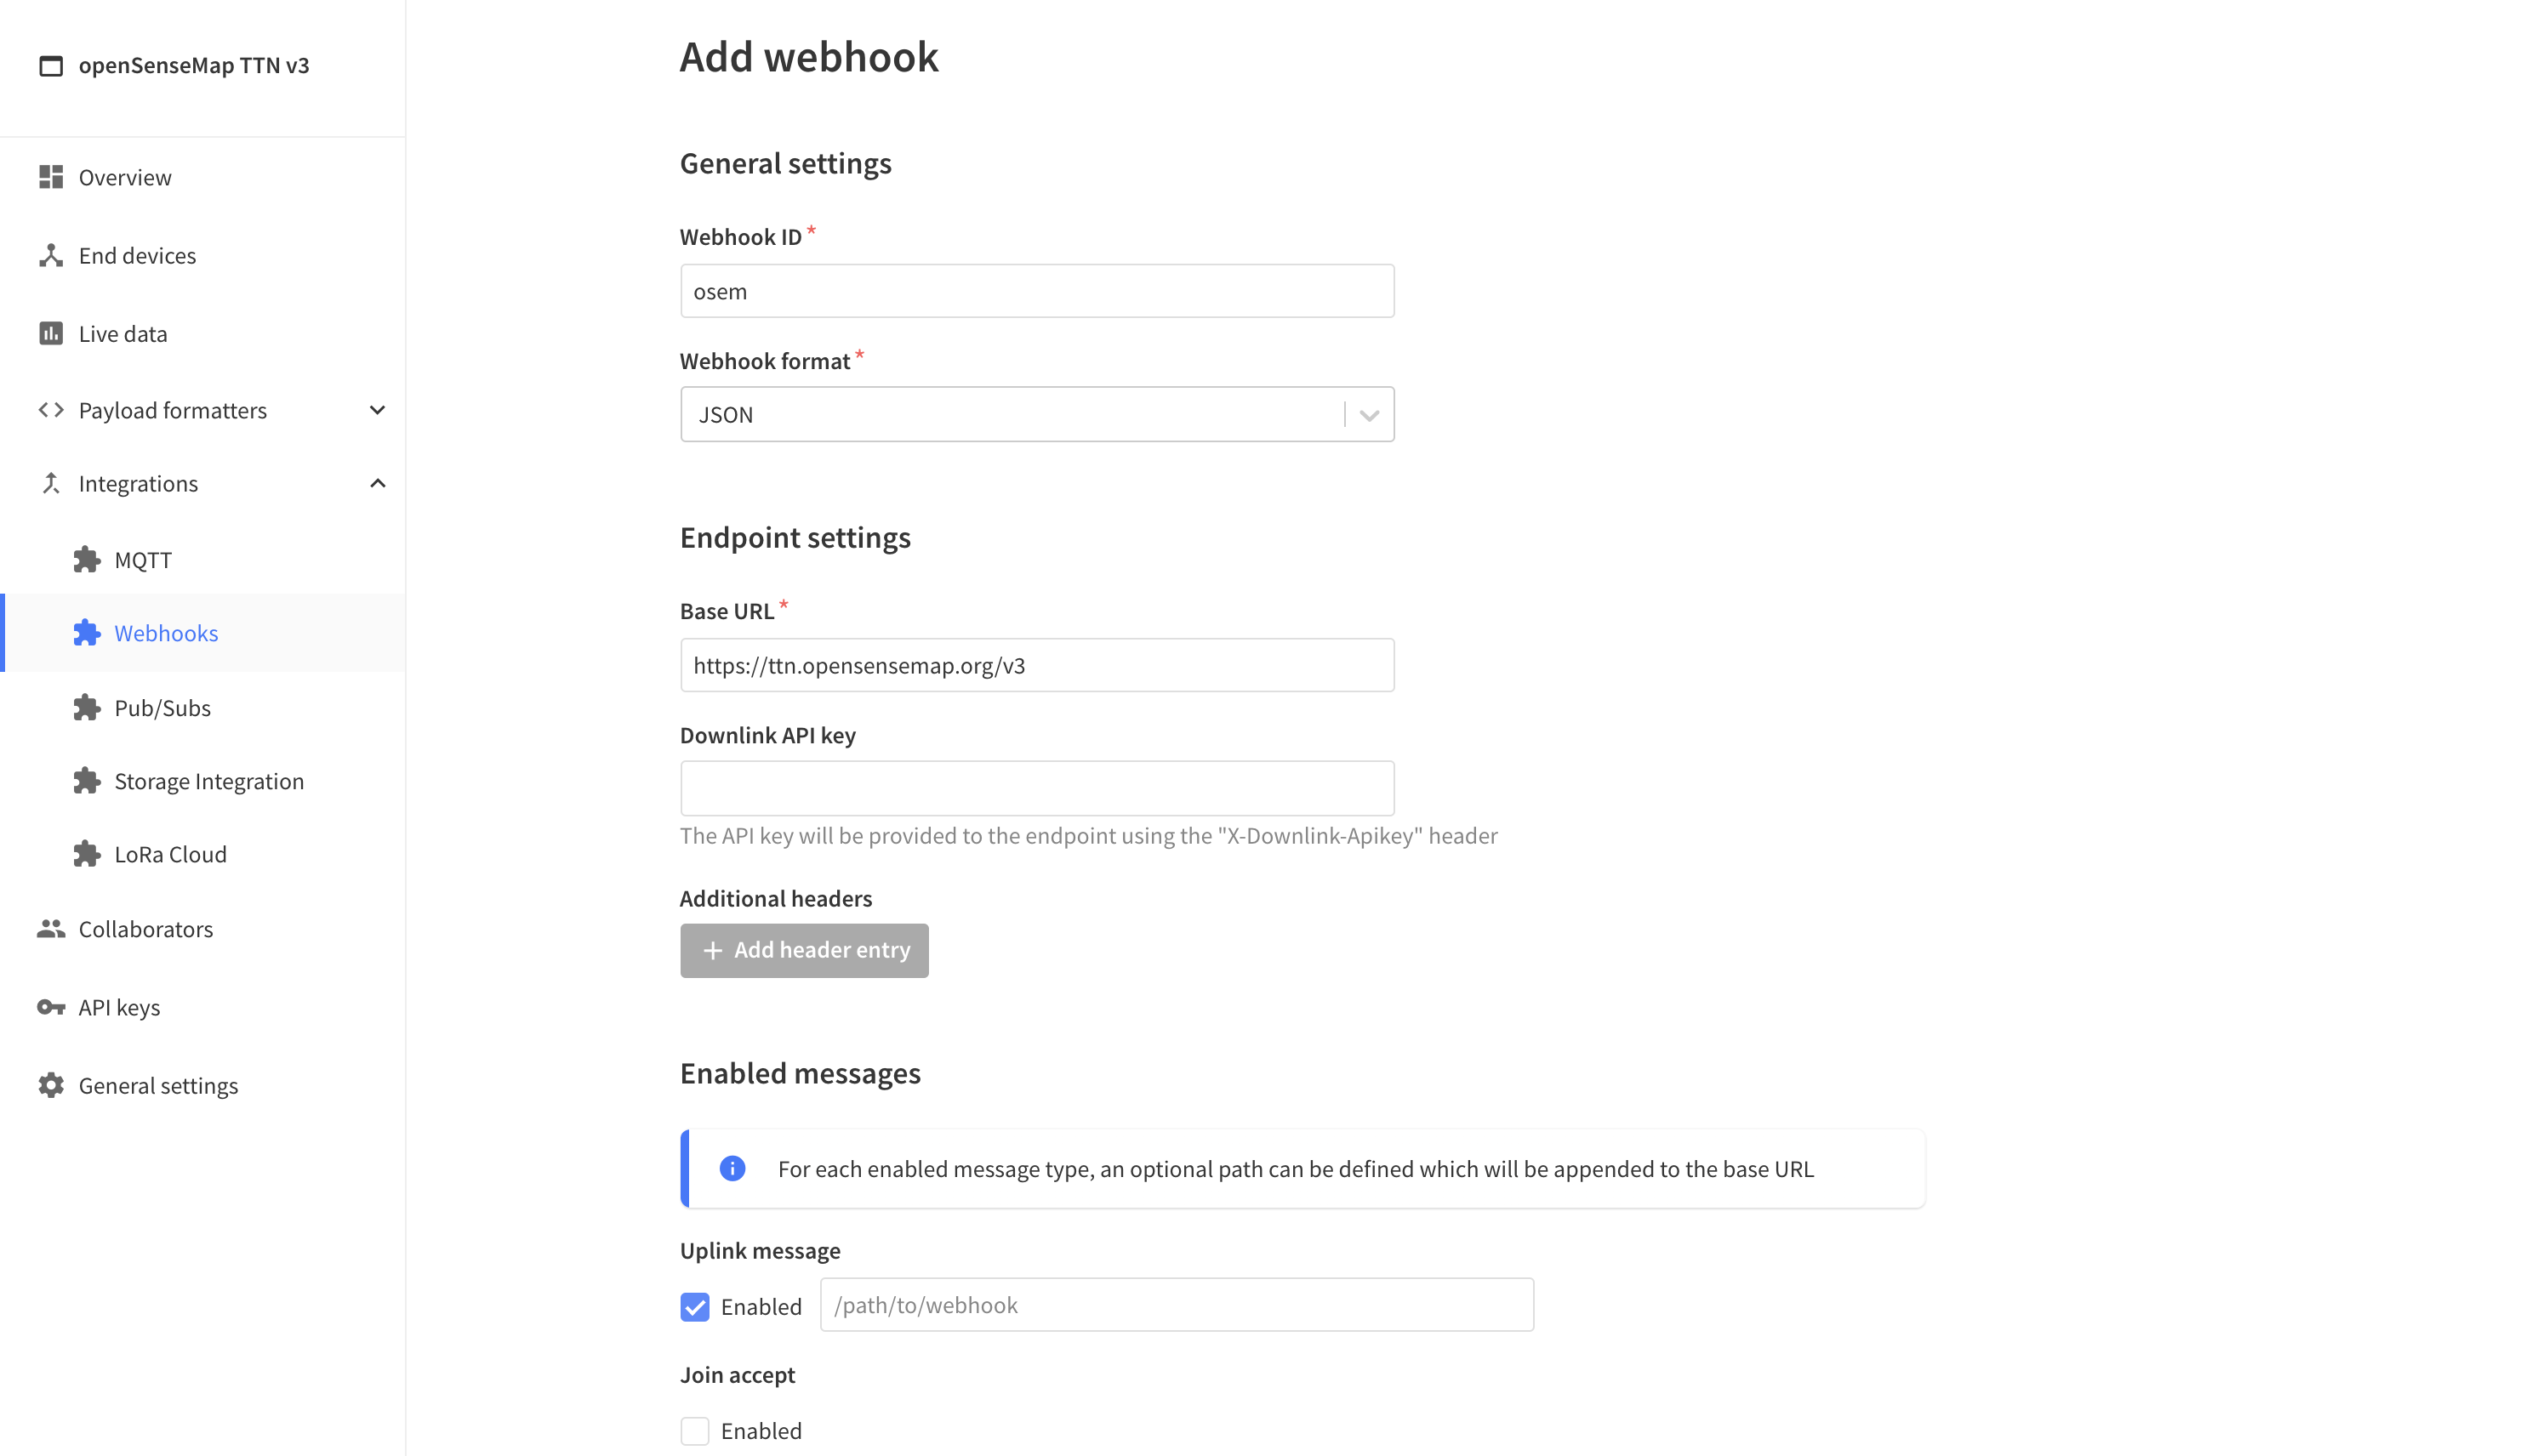 openSenseMap TTN v3
Overview
End devices
Live data
Payload formatters
Integrations
MQTT
Webhooks
Pub/Subs
Storage Integration
LoRa Cloud
Collaborators
API keys
General settings
Add webhook
General settings
Webhook ID *
osem
Webhook format *
JSON
Endpoint settings
Base URL *
https://ttn.opensensemap.org/v3
Downlink API key
The API key will be provided to the endpoint using the "X-Downlink-Apikey" header
Additional headers
+ Add header entry
Enabled messages
For each enabled message type, an optional path can be defined which will be appended to the base URL
Uplink message
Enabled /path/to/webhook
Join accept
Enabled